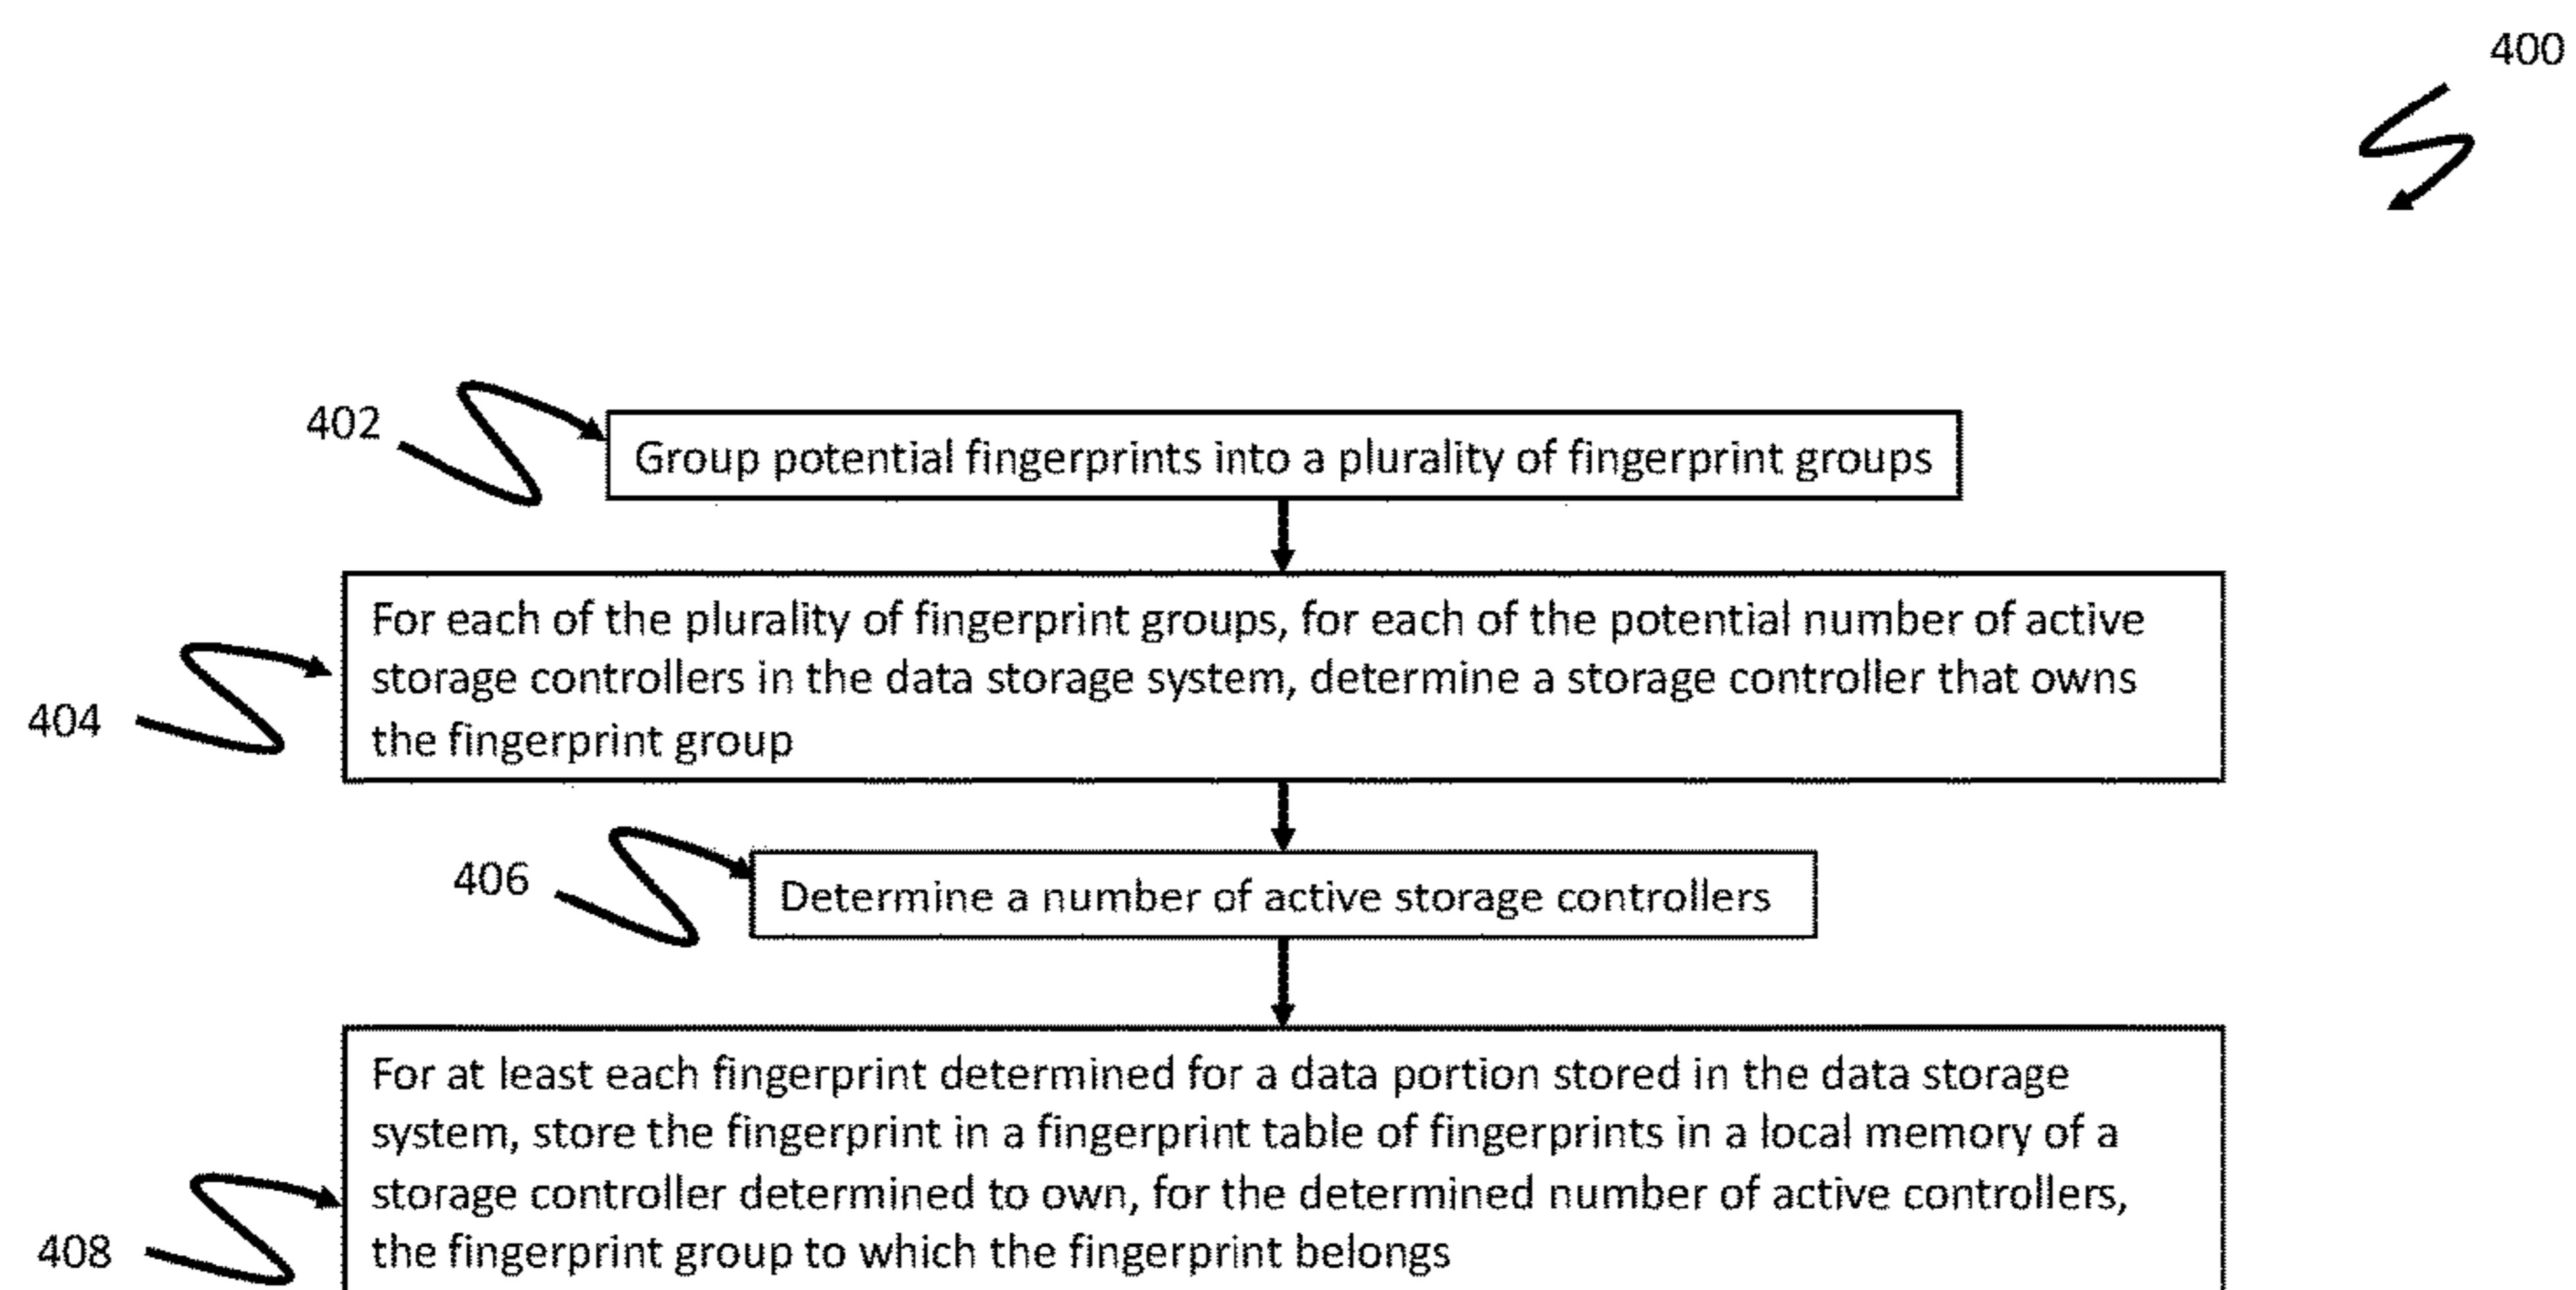 400
402
Group potential fingerprints into a plurality of fingerprint groups
For each of the plurality of fingerprint groups, for each of the potential number of active
storage controllers in the data storage system, determine a storage controller that owns
the fingerprint group
404
406
Determine a number of active storage controllers
For at least each fingerprint determined for a data portion stored in the data storage
system, store the fingerprint in a fingerprint table of fingerprints in a local memory of a
storage controller determined to own, for the determined number of active controllers,
the fingerprint group to which the fingerprint belongs
408